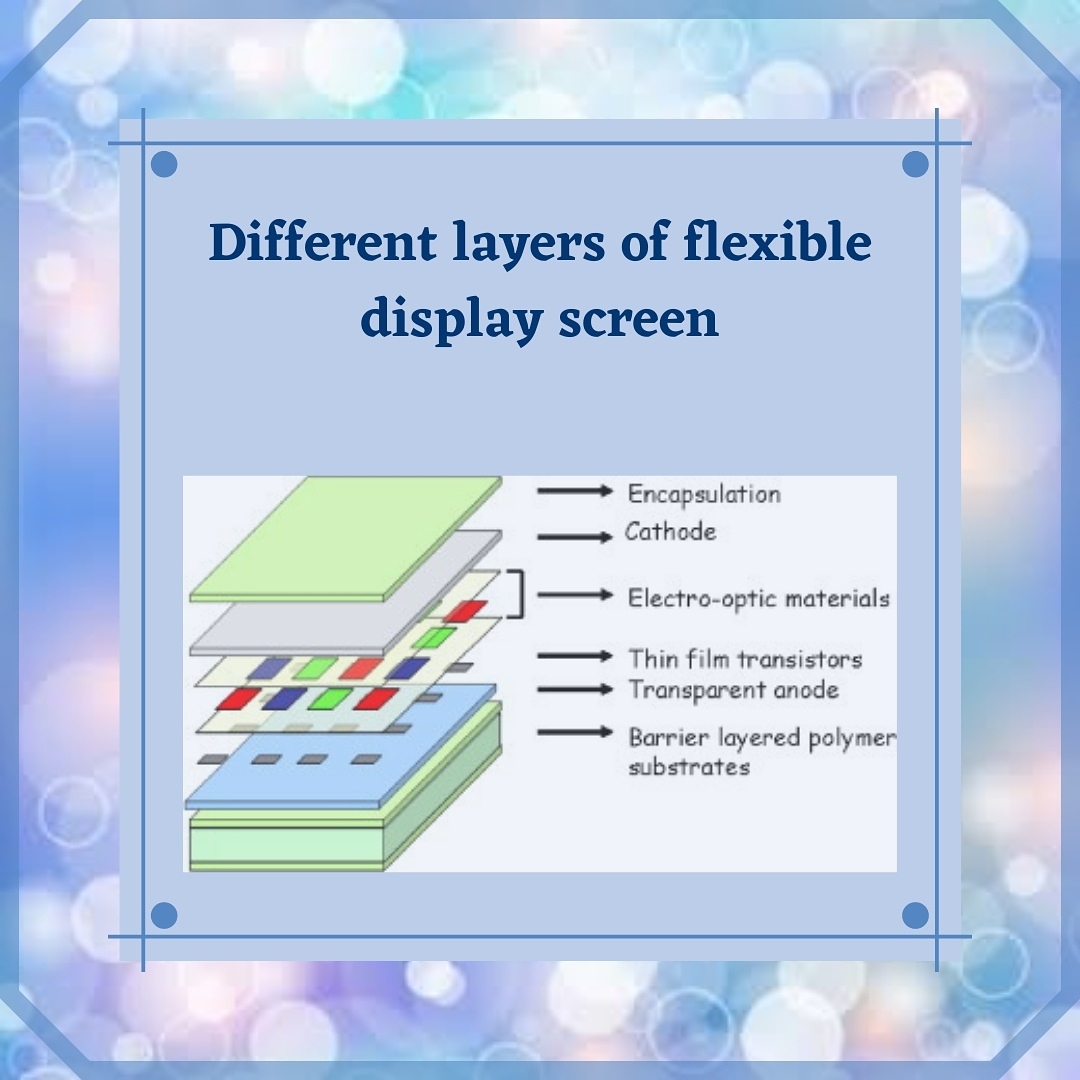 Different layers of flexible
display screen
Encapsulation
Cathode
Electro-optic materials
Thin film transistors
Transparent anode
Barrier layered polymer
substrates